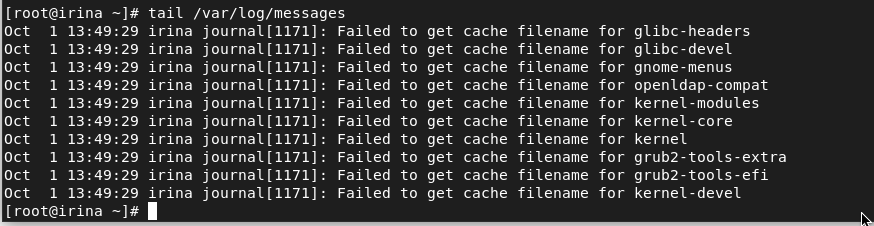 [root@irina ~]# tail /var/log/messages
Oct  1 13:49:29 irina journal[1171]: Failed to get cache filename for glibc-headers
Oct  1 13:49:29 irina journal[1171]: Failed to get cache filename for glibc-devel
Oct  1 13:49:29 irina journal[1171]: Failed to get cache filename for gnome-menus
Oct  1 13:49:29 irina journal[1171]: Failed to get cache filename for openldap-compat
Oct  1 13:49:29 irina journal[1171]: Failed to get cache filename for kernel-modules
Oct  1 13:49:29 irina journal[1171]: Failed to get cache filename for kernel-core
Oct  1 13:49:29 irina journal[1171]: Failed to get cache filename for kernel
Oct  1 13:49:29 irina journal[1171]: Failed to get cache filename for grub2-tools-extra
Oct  1 13:49:29 irina journal[1171]: Failed to get cache filename for grub2-tools-efi
Oct  1 13:49:29 irina journal[1171]: Failed to get cache filename for kernel-devel
[root@irina ~]#